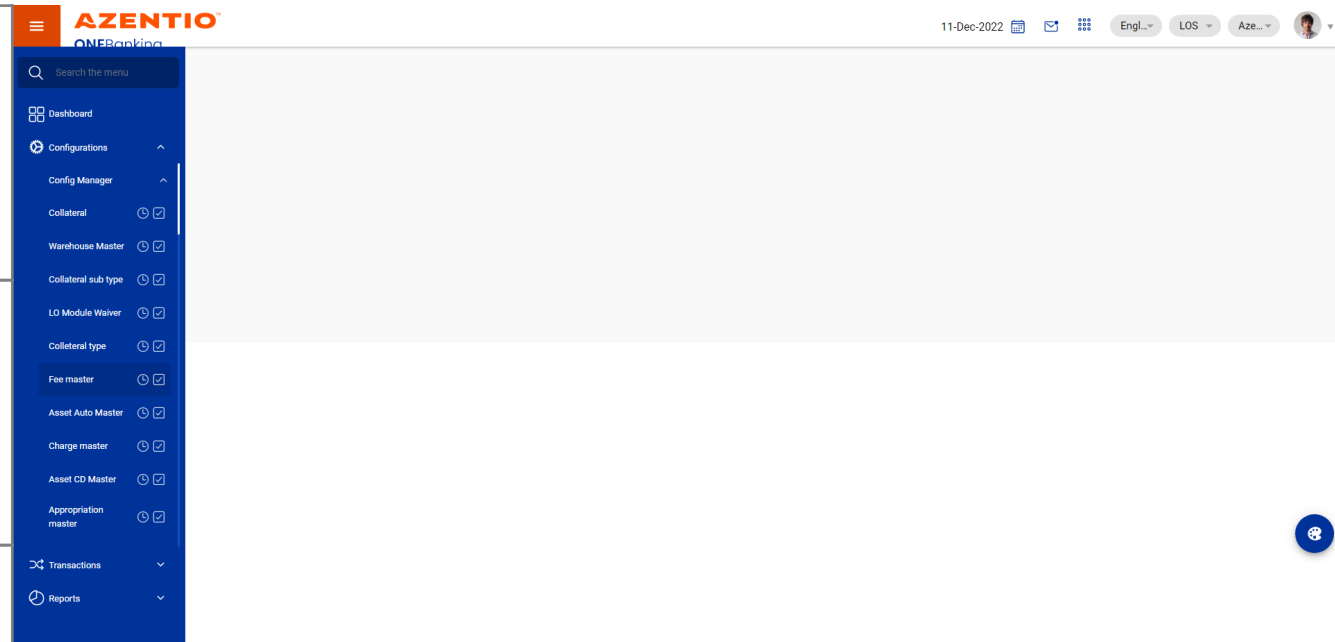 AZENTIO™
ONEBanking
11-Dec-2022
Engl...
LOS
Aze...
Search the menu
Dashboard
Configurations
Config Manager
Collateral
Warehouse Master
Collateral sub type
LO Module Waiver
Colleteral type
Fee master
Asset Auto Master
Charge master
Asset CD Master
Appropriation
master
Transactions
Reports